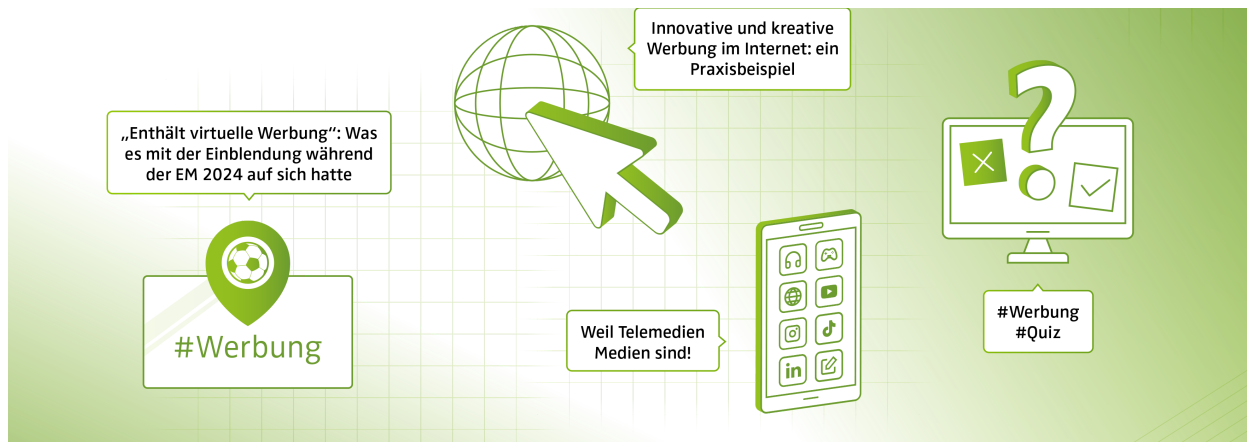 Innovative und kreative
Werbung im Internet: ein
Praxisbeispiel
„Enthält virtuelle Werbung“: Was
es mit der Einblendung während
der EM 2024 auf sich hatte
#Werbung
Weil Telemedien
Medien sind!
in
#Werbung
#Quiz